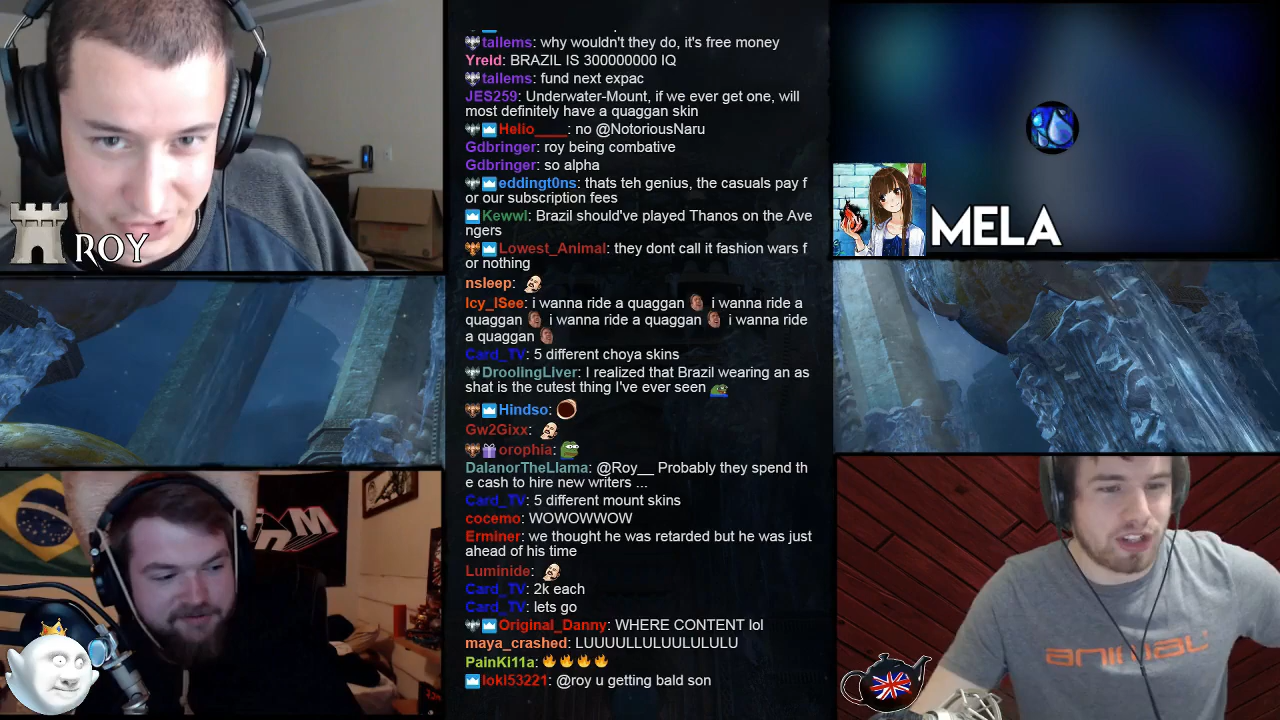 tallems: why wouldn't they do, it's free money
Yreld: BRAZIL IS 300000000 IQ
tallems: fund next expac
JES259: Underwater-Mount, if we ever get one, will
most definitely have a quaggan skin
Helio____: no @NotoriousNaru
Gdbringer: roy being combative
Gdbringer: so alpha
eddingt0ns: thats teh genius, the casuals pay f
or our subscription fees
Kewwl: Brazil should've played Thanos on the Ave
ngers
Lowest_Animal: they dont call it fashion wars f
or nothing
nsleep:
Icy_ISee: i wanna ride a quaggan i wanna ride a
quaggan i wanna ride a quaggan i wanna ride
a quaggan
Card_TV: 5 different choya skins
DroolingLiver: I realized that Brazil wearing an as
shat is the cutest thing I've ever seen
Hindso:
Gw2Gixx:
orophia:
DalanorTheLlama: @Roy__ Probably they spend th
e cash to hire new writers ...
Card_TV: 5 different mount skins
cocemo: WOWOWWOW
Erminer: we thought he was retarded but he was just
ahead of his time
Luminide:
Card_TV: 2k each
Card_TV: lets go
Original_Danny: WHERE CONTENT lol
maya_crashed: LUUUULLULUULULULU
PainKl11a:
lokl53221: @roy u getting bald son
ROY
MELA
ANIMAL